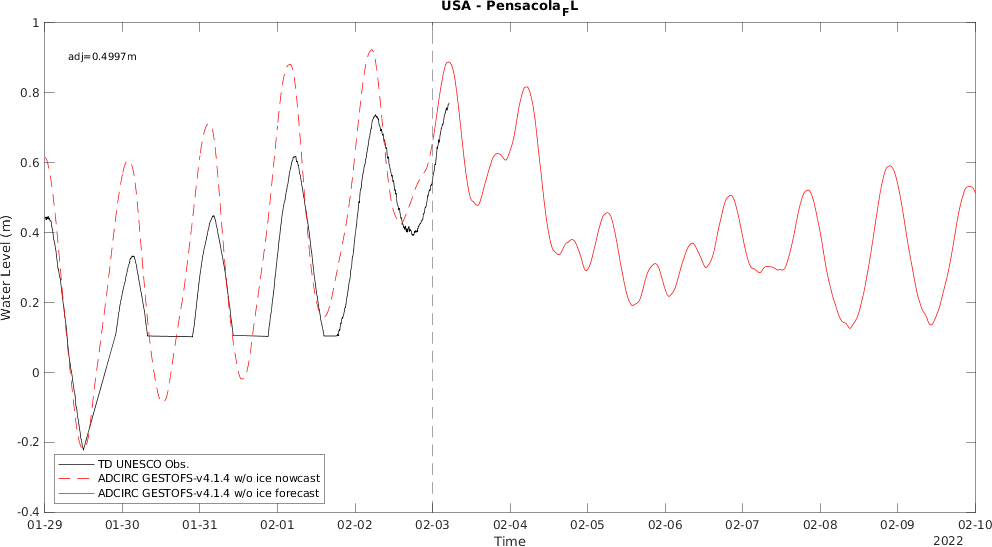 USA - Pensacola_FL
adj=0.4997m
1
0.8
0.6
0.4
0.2
0
-0.2
-0.4
Water Level (m)
TD UNESCO Obs.
ADCIRC GESTOFS-v4.1.4 w/o ice nowcast
ADCIRC GESTOFS-v4.1.4 w/o ice forecast
01-29 01-30 01-31 02-01 02-02 02-03 02-04 02-05 02-06 02-07 02-08 02-09 02-10
Time
2022